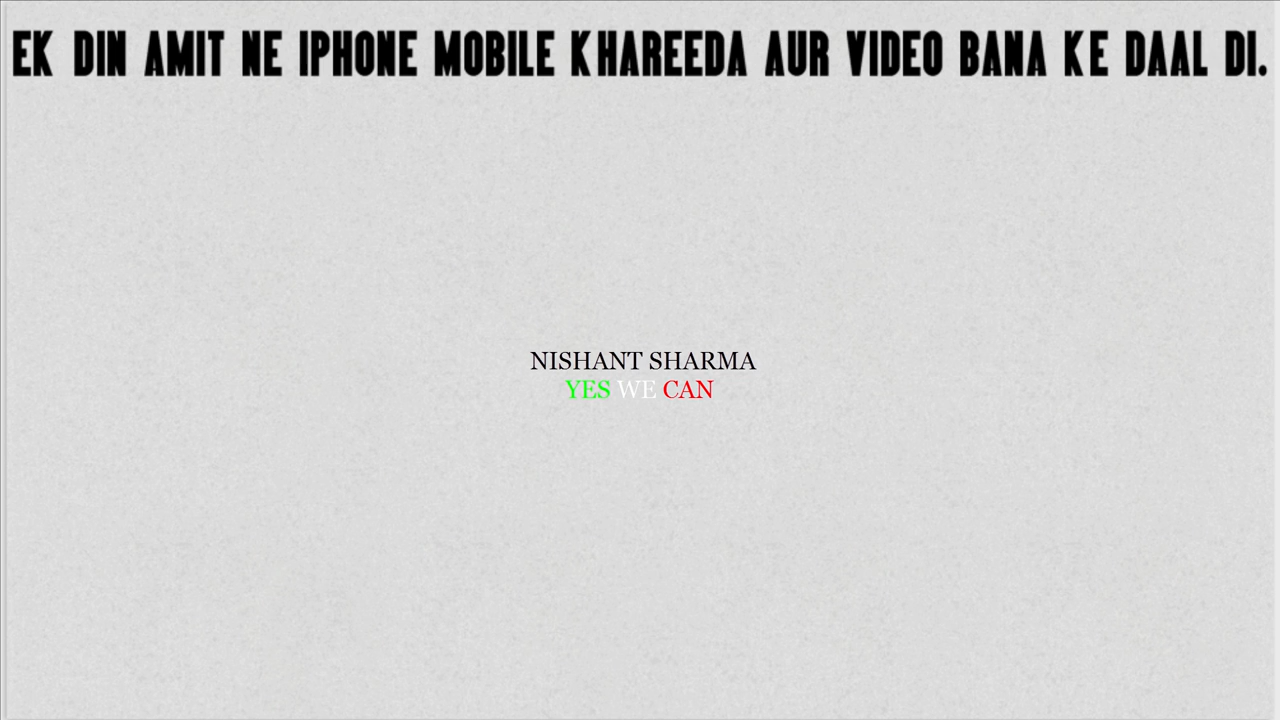 EK DIN AMIT NE IPHONE MOBILE KHAREEDA AUR VIDEO BANA KE DAAL DI.
NISHANT SHARMA
YES WE CAN